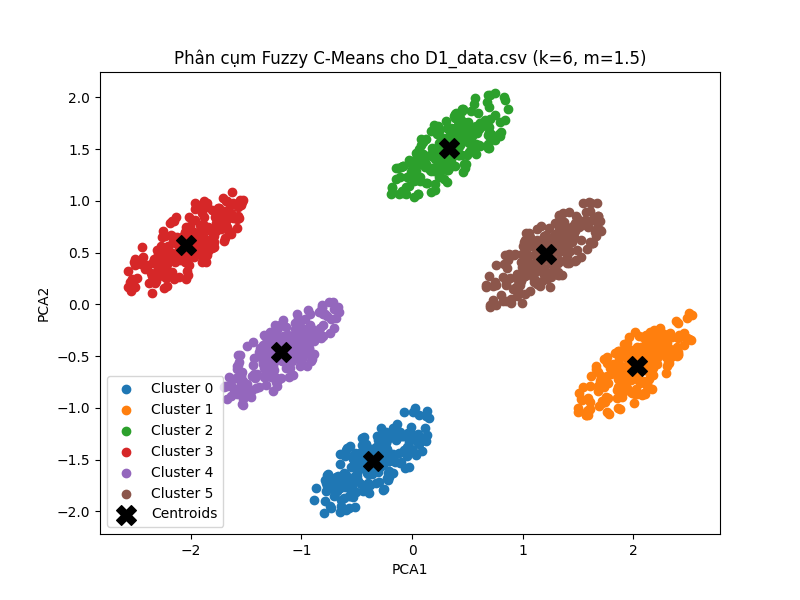 Phân cụm Fuzzy C-Means cho D1_data.csv (k=6, m=1.5)
2.0
1.5
1.0
0.5
0.0
−0.5
−1.0
−1.5
−2.0
PCA2
Cluster 0
Cluster 1
Cluster 2
Cluster 3
Cluster 4
Cluster 5
Centroids
−2 −1 0 1 2
PCA1